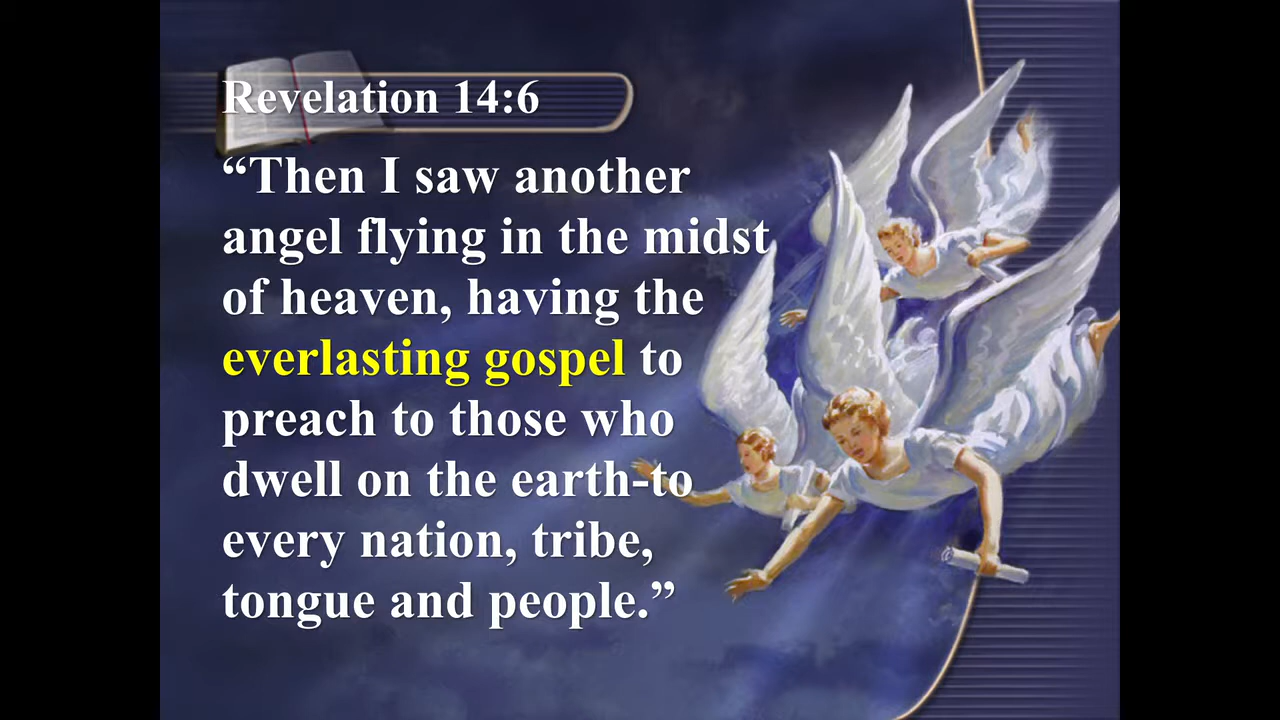 Revelation 14:6
“Then I saw another
angel flying in the midst
of heaven, having the
everlasting gospel to
preach to those who
dwell on the earth-to
every nation, tribe,
tongue and people.”